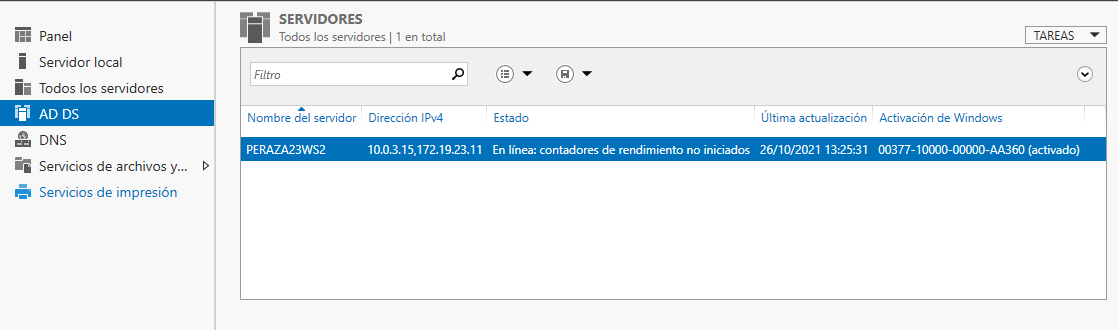 Panel
Servidor local
Todos los servidores
AD DS
DNS
Servicios de archivos y...
Servicios de impresión
SERVIDORES
Todos los servidores | 1 en total
TAREAS
Filtro
Nombre del servidor Dirección IPv4 Estado Última actualización Activación de Windows
PERAZA23WS2 10.0.3.15,172.19.23.11 En línea: contadores de rendimiento no iniciados 26/10/2021 13:25:31 00377-10000-00000-AA360 (activado)